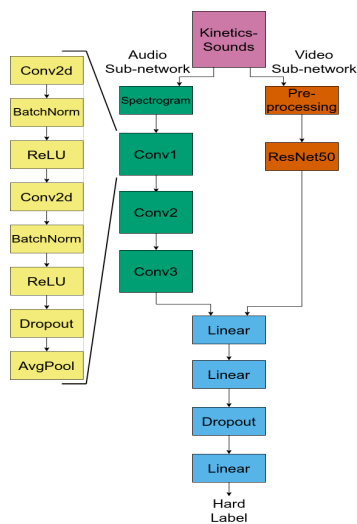 Kinetics-
Sounds
Audio
Sub-network
Video
Sub-network
Conv2d
BatchNorm
ReLU
Conv2d
BatchNorm
ReLU
Dropout
AvgPool
Spectrogram
Conv1
Conv2
Conv3
Pre-
processing
ResNet50
Linear
Linear
Dropout
Linear
Hard
Label